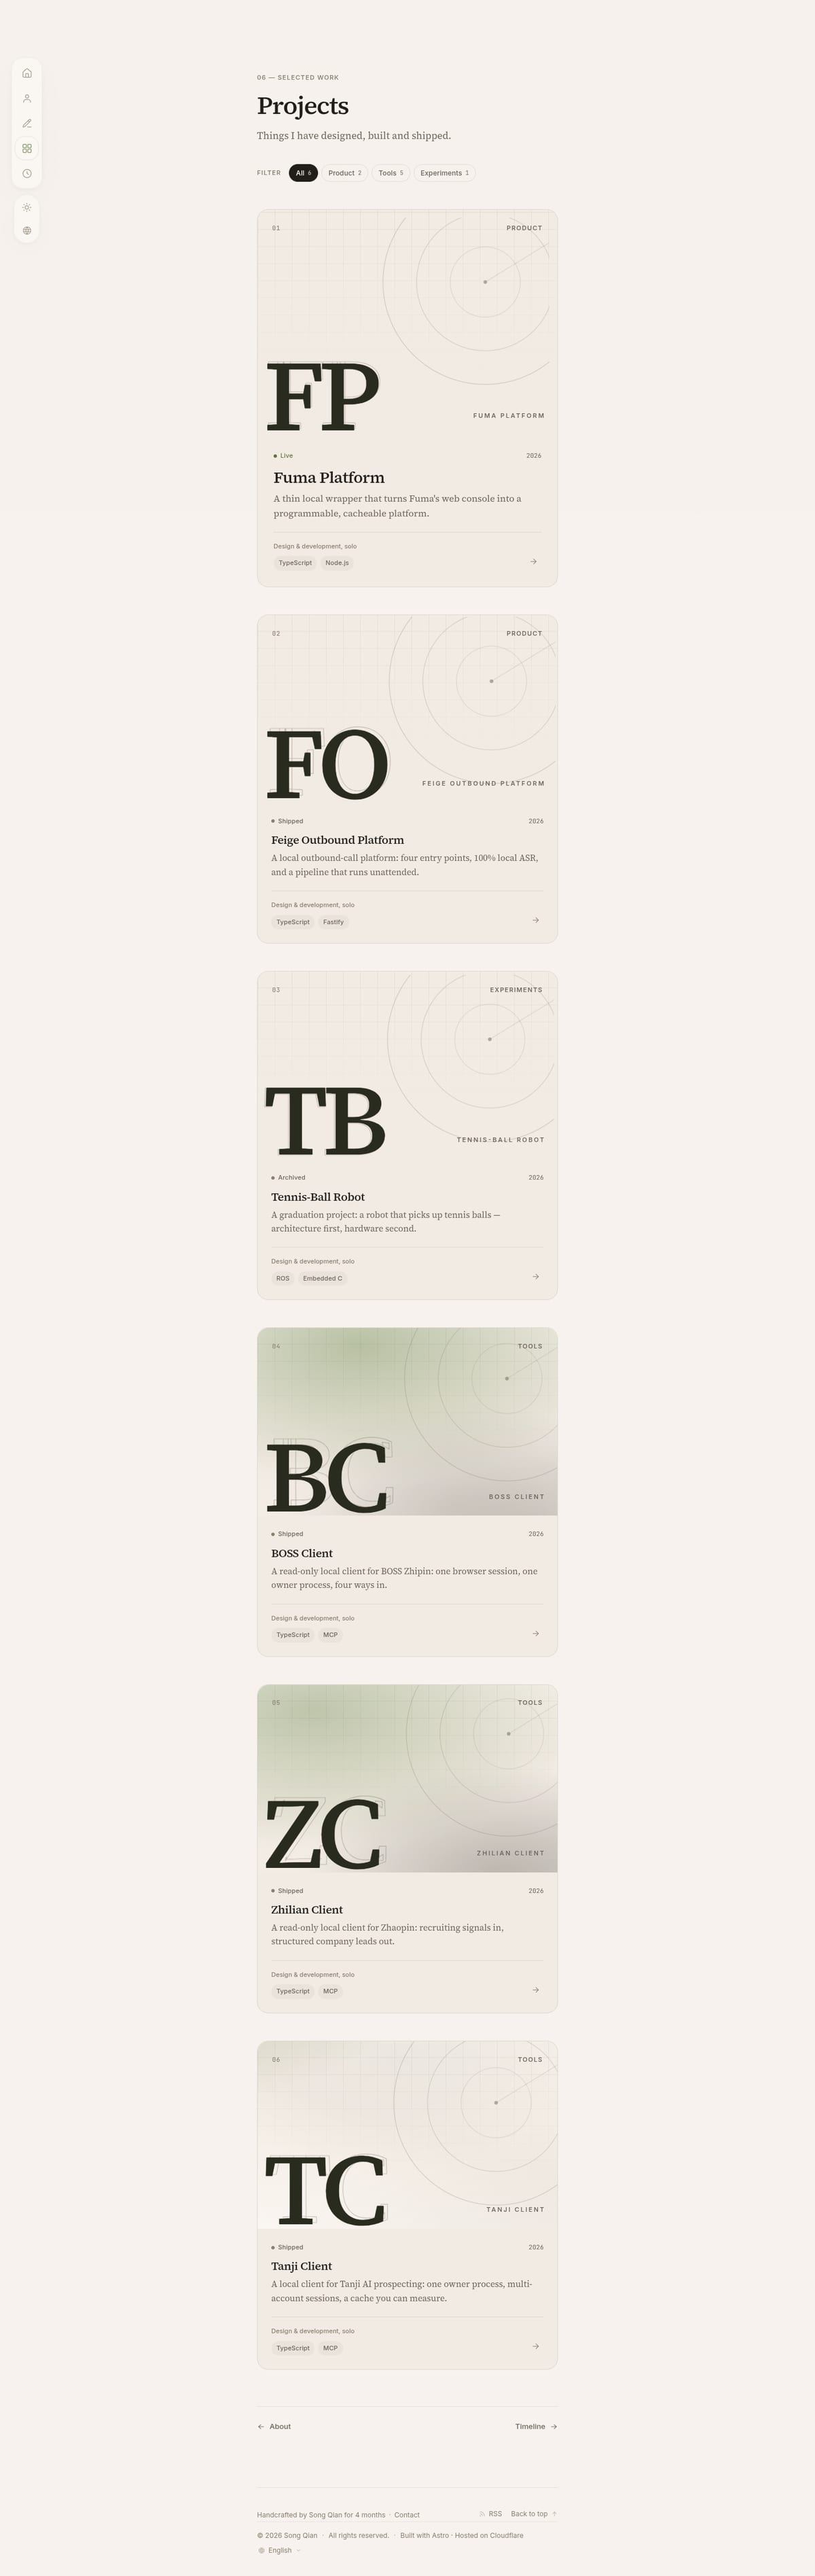 06 — SELECTED WORK
Projects
Things I have designed, built and shipped.
FILTER All 6 Product 2 Tools 5 Experiments 1
01 PRODUCT
FP
FUMA PLATFORM
Live 2026
Fuma Platform
A thin local wrapper that turns Fuma's web console into a
programmable, cacheable platform.
Design & development, solo
TypeScript Node.js
02 PRODUCT
FO
FEIGE OUTBOUND PLATFORM
Shipped 2026
Feige Outbound Platform
A local outbound-call platform: four entry points, 100% local ASR,
and a pipeline that runs unattended.
Design & development, solo
TypeScript Fastify
03 EXPERIMENTS
TB
TENNIS-BALL ROBOT
Archived 2026
Tennis-Ball Robot
A graduation project: a robot that picks up tennis balls —
architecture first, hardware second.
Design & development, solo
ROS Embedded C
04 TOOLS
BC
BOSS CLIENT
Shipped 2026
BOSS Client
A read-only local client for BOSS Zhipin: one browser session, one
owner process, four ways in.
Design & development, solo
TypeScript MCP
05 TOOLS
ZC
ZHILIAN CLIENT
Shipped 2026
Zhilian Client
A read-only local client for Zhaopin: recruiting signals in,
structured company leads out.
Design & development, solo
TypeScript MCP
06 TOOLS
TC
TANJI CLIENT
Shipped 2026
Tanji Client
A local client for Tanji AI prospecting: one owner process, multi-
account sessions, a cache you can measure.
Design & development, solo
TypeScript MCP
← About Timeline →
Handcrafted by Song Qian for 4 months · Contact RSS Back to top ↑
© 2026 Song Qian · All rights reserved. · Built with Astro · Hosted on Cloudflare
English